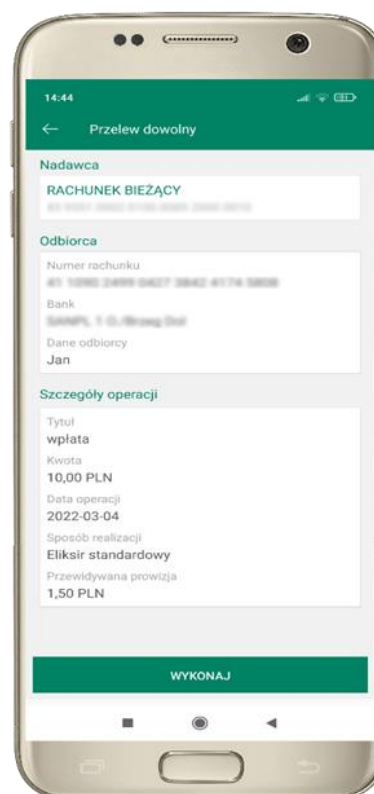 14:44
Przelew dowolny
Nadawca
RACHUNEK BIEŻĄCY
Odbiorca
Numer rachunku
Bank
Dane odbiorcy
Jan
Szczegóły operacji
Tytuł
wpłata
Kwota
10,00 PLN
Data operacji
2022-03-04
Sposób realizacji
Eliksir standardowy
Przewidywana prowizja
1,50 PLN
WYKONAJ